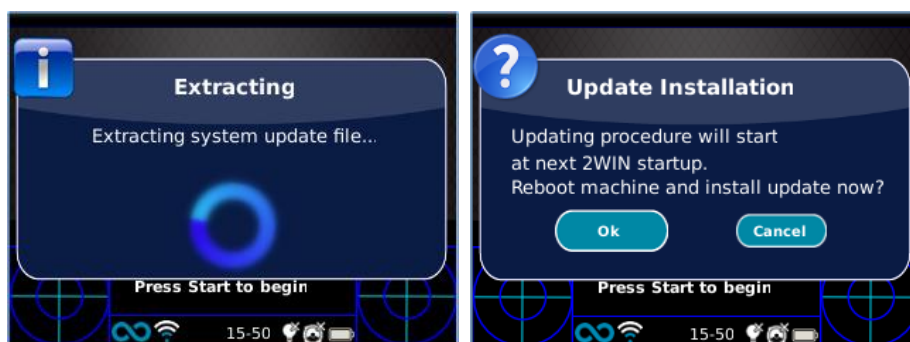 Extracting
Extracting system update file...
Press Start to begin
15-50
Update Installation
Updating procedure will start
at next 2WIN startup.
Reboot machine and install update now?
Ok
Cancel
Press Start to begin
15-50